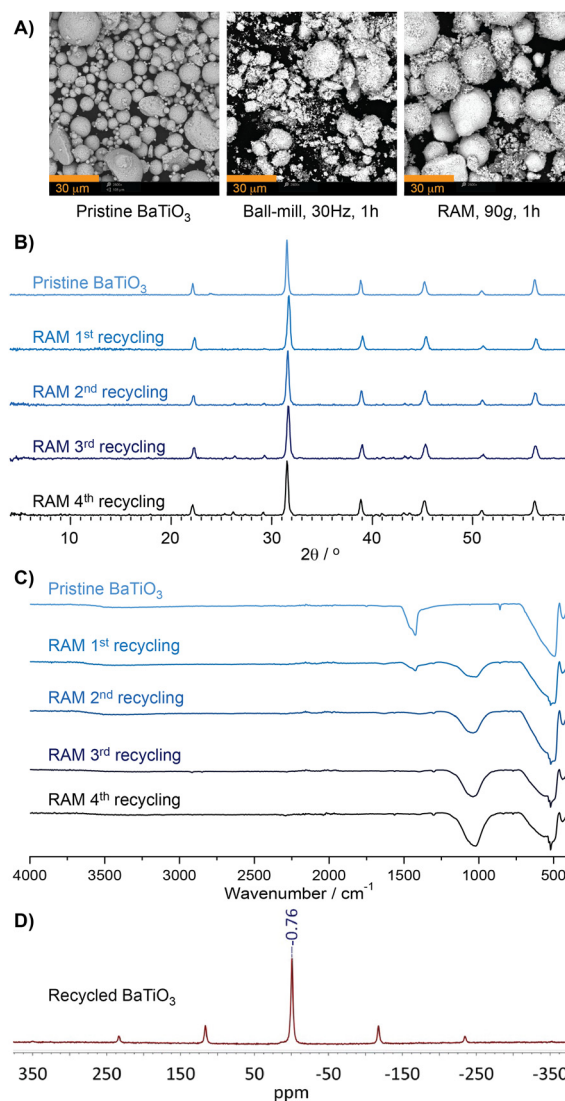 A)
30 µm
30 µm
30 µm
Pristine BaTiO3
Ball-mill, 30Hz, 1h
RAM, 90g, 1h
B)
Pristine BaTiO3
RAM 1st recycling
RAM 2nd recycling
RAM 3rd recycling
RAM 4th recycling
10 20 30 40 50
2θ / °
C)
Pristine BaTiO3
RAM 1st recycling
RAM 2nd recycling
RAM 3rd recycling
RAM 4th recycling
4000 3500 3000 2500 2000 1500 1000 500
Wavenumber / cm-1
D)
-0.76
Recycled BaTiO3
350 250 150 50 -50 -150 -250 -350
ppm